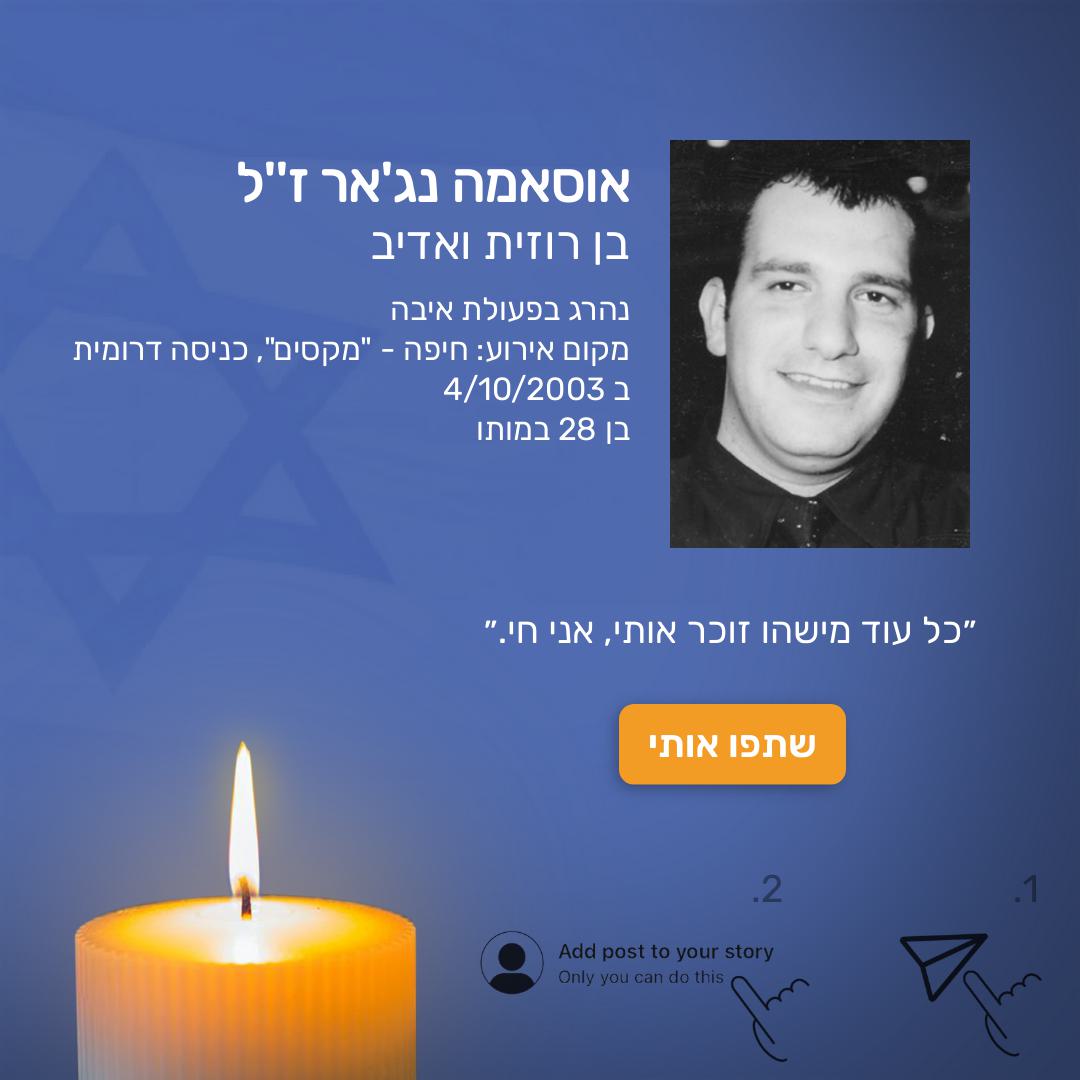 אוסאמה נג'אר ז"ל
בן רוזית ואדיב
נהרג בפעולת איבה
מקום אירוע: חיפה - "מקסים", כניסה דרומית
ב 4/10/2003
בן 28 במותו
״כל עוד מישהו זוכר אותי, אני חי.״
שתפו אותי
.1
.2
Add post to your story
Only you can do this